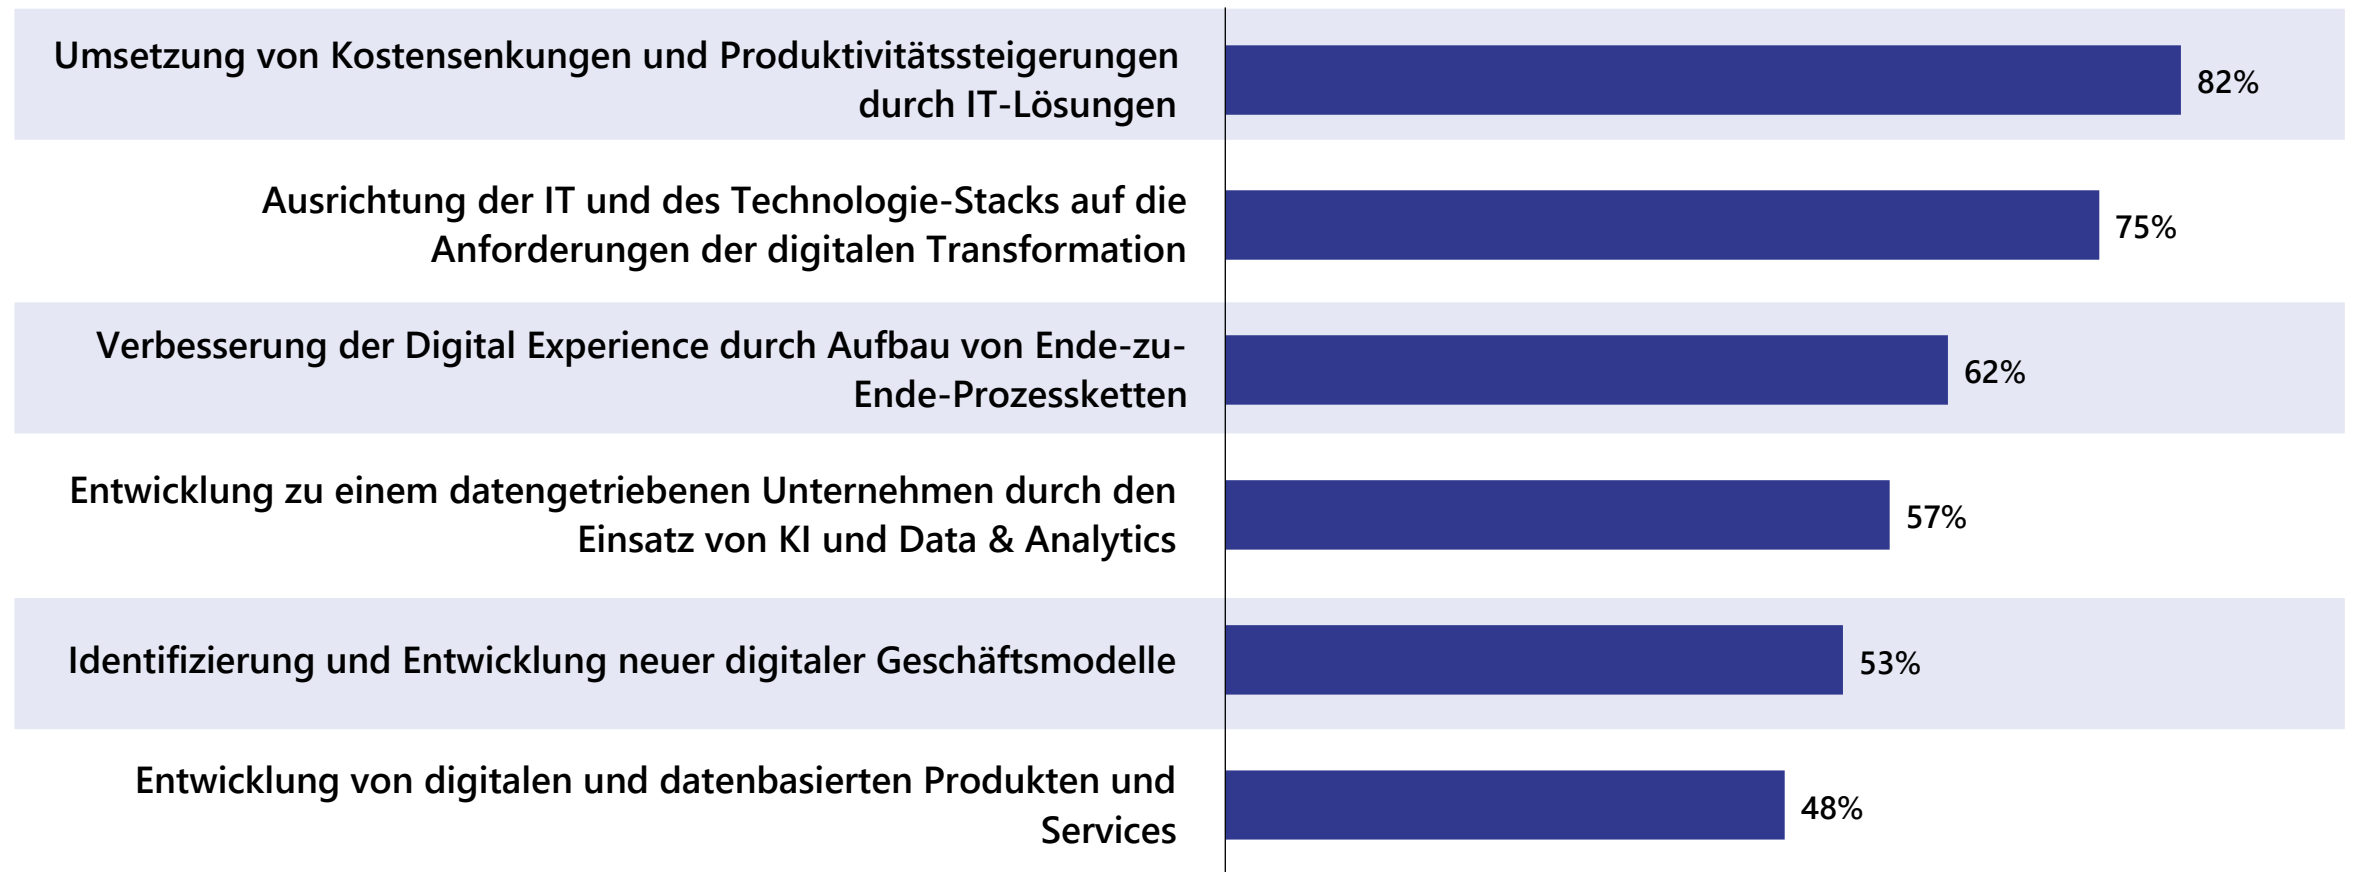 Umsetzung von Kostensenkungen und Produktivitätssteigerungen
durch IT-Lösungen
82%
Ausrichtung der IT und des Technologie-Stacks auf die
Anforderungen der digitalen Transformation
75%
Verbesserung der Digital Experience durch Aufbau von Ende-zu-
Ende-Prozessketten
62%
Entwicklung zu einem datengetriebenen Unternehmen durch den
Einsatz von KI und Data & Analytics
57%
Identifizierung und Entwicklung neuer digitaler Geschäftsmodelle
53%
Entwicklung von digitalen und datenbasierten Produkten und
Services
48%